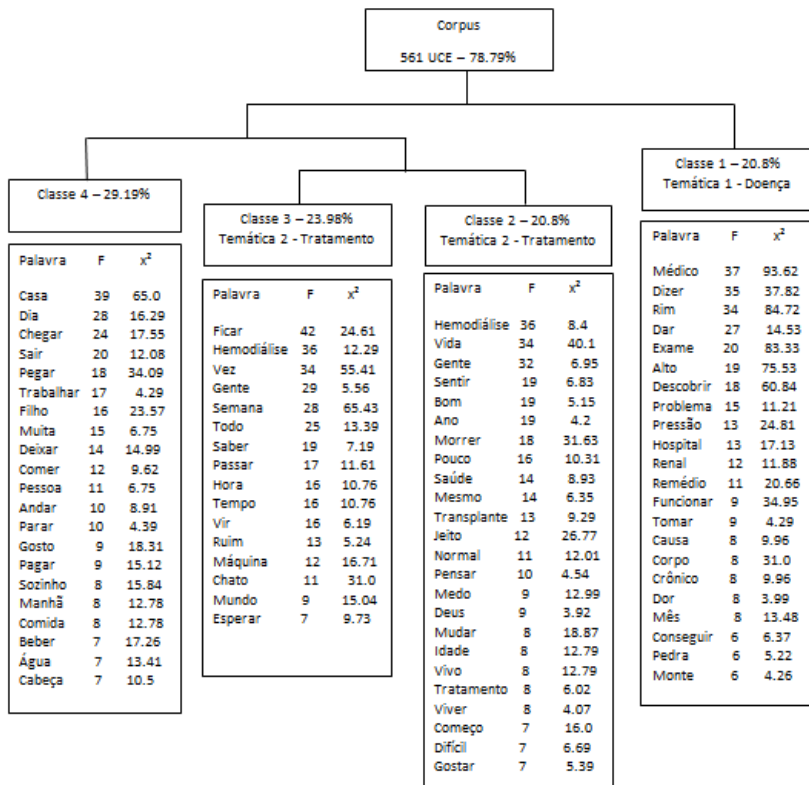 Corpus
561 UCE – 78.79%
Classe 4 – 29.19%
Palavra F x²
Casa 39 65.0
Dia 28 16.29
Chegar 24 17.55
Sair 20 12.08
Pegar 18 34.09
Trabalhar 17 4.29
Filho 16 23.57
Muita 15 6.75
Deixar 14 14.99
Comer 12 9.62
Pessoa 11 6.75
Andar 10 8.91
Parar 10 4.39
Gosto 9 18.31
Pagar 9 15.12
Sozinho 8 15.84
Manhã 8 12.78
Comida 8 12.78
Beber 7 17.26
Água 7 13.41
Cabeça 7 10.5
Classe 3 – 23.98%
Temática 2 - Tratamento
Palavra F x²
Ficar 42 24.61
Hemodiálise 36 12.29
Vez 34 55.41
Gente 29 5.56
Semana 28 65.43
Todo 25 13.39
Saber 19 7.19
Passar 17 11.61
Hora 16 10.76
Tempo 16 10.76
Vir 16 6.19
Ruim 13 5.24
Máquina 12 16.71
Chato 11 31.0
Mundo 9 15.04
Esperar 7 9.73
Classe 2 – 20.8%
Temática 2 - Tratamento
Palavra F x²
Hemodiálise 36 8.4
Vida 34 40.1
Gente 32 6.95
Sentir 19 6.83
Bom 19 5.15
Ano 19 4.2
Morrer 18 31.63
Pouco 16 10.31
Saúde 14 8.93
Mesmo 14 6.35
Transplante 13 9.29
Jeito 12 26.77
Normal 11 12.01
Pensar 10 4.54
Medo 9 12.99
Deus 9 3.92
Mudar 8 18.87
Idade 8 12.79
Vivo 8 12.79
Tratamento 8 6.02
Viver 8 4.07
Começo 7 16.0
Difícil 7 6.69
Gostar 7 5.39
Classe 1 – 20.8%
Temática 1 - Doença
Palavra F x²
Médico 37 93.62
Dizer 35 37.82
Rim 34 84.72
Dar 27 14.53
Exame 20 83.33
Alto 19 75.53
Descobrir 18 60.84
Problema 15 11.21
Pressão 13 24.81
Hospital 13 17.13
Renal 12 11.88
Remédio 11 20.66
Funcionar 9 34.95
Tomar 9 4.29
Causa 8 9.96
Corpo 8 31.0
Crônico 8 9.96
Dor 8 3.99
Mês 8 13.48
Conseguir 6 6.37
Pedra 6 5.22
Monte 6 4.26